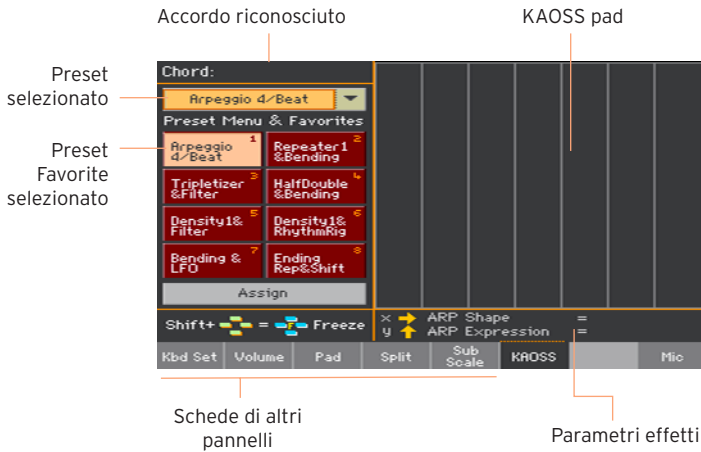 Accordo riconosciuto
KAOSS pad
Preset
selezionato
Preset
Favorite
selezionato
Chord:
Arpeggio 4/Beat
Preset Menu & Favorites
Arpeggio 1
4/Beat
Repeater1 2
&Bending
Tripletizer 3
&Filter
HalfDouble 4
&Bending
Density1& 5
Filter
Density1& 6
RhythmRig
Bending & 7
LFO
Ending 8
Rep&Shift
Assign
Shift+ = F Freeze
x ARP Shape =
y ARP Expression =
Kbd Set Volume Pad Split Sub Scale KAOSS Mic
Schede di altri
pannelli
Parametri effetti